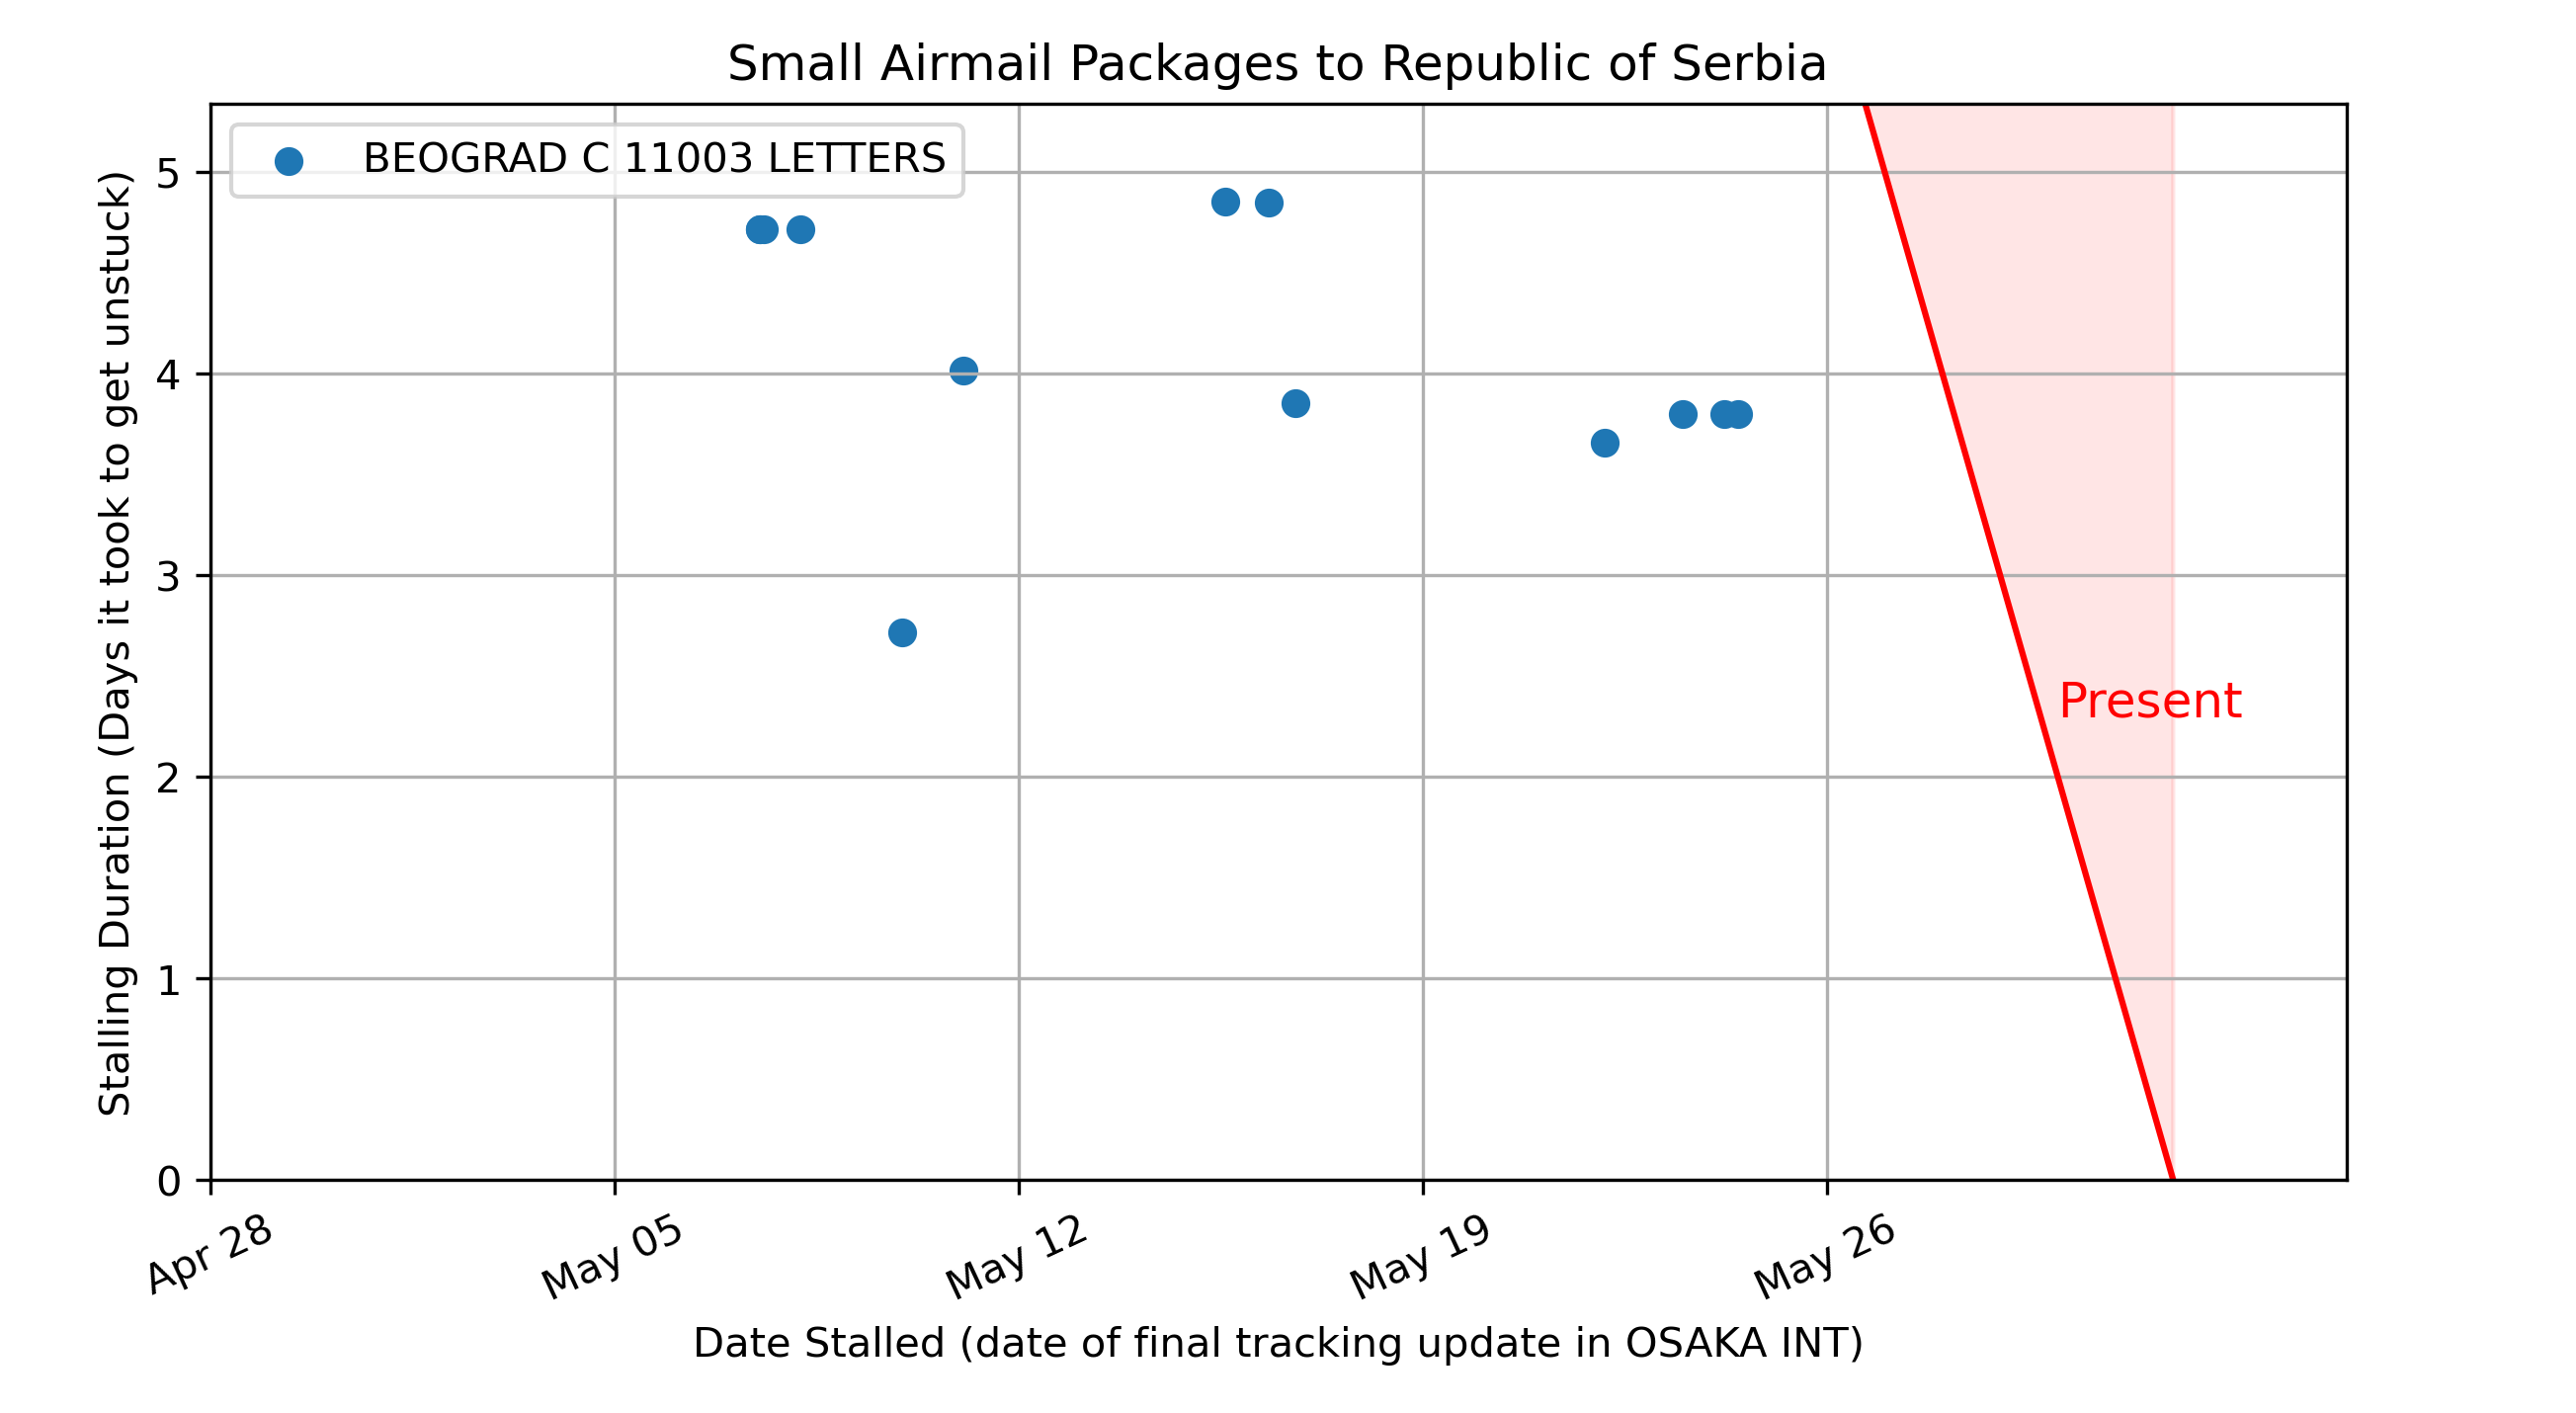 Small Airmail Packages to Republic of Serbia
BEOGRAD C 11003 LETTERS
Stalling Duration (Days it took to get unstuck)
5
4
3
2
1
0
Present
Apr 28
May 05
May 12
May 19
May 26
Date Stalled (date of final tracking update in OSAKA INT)